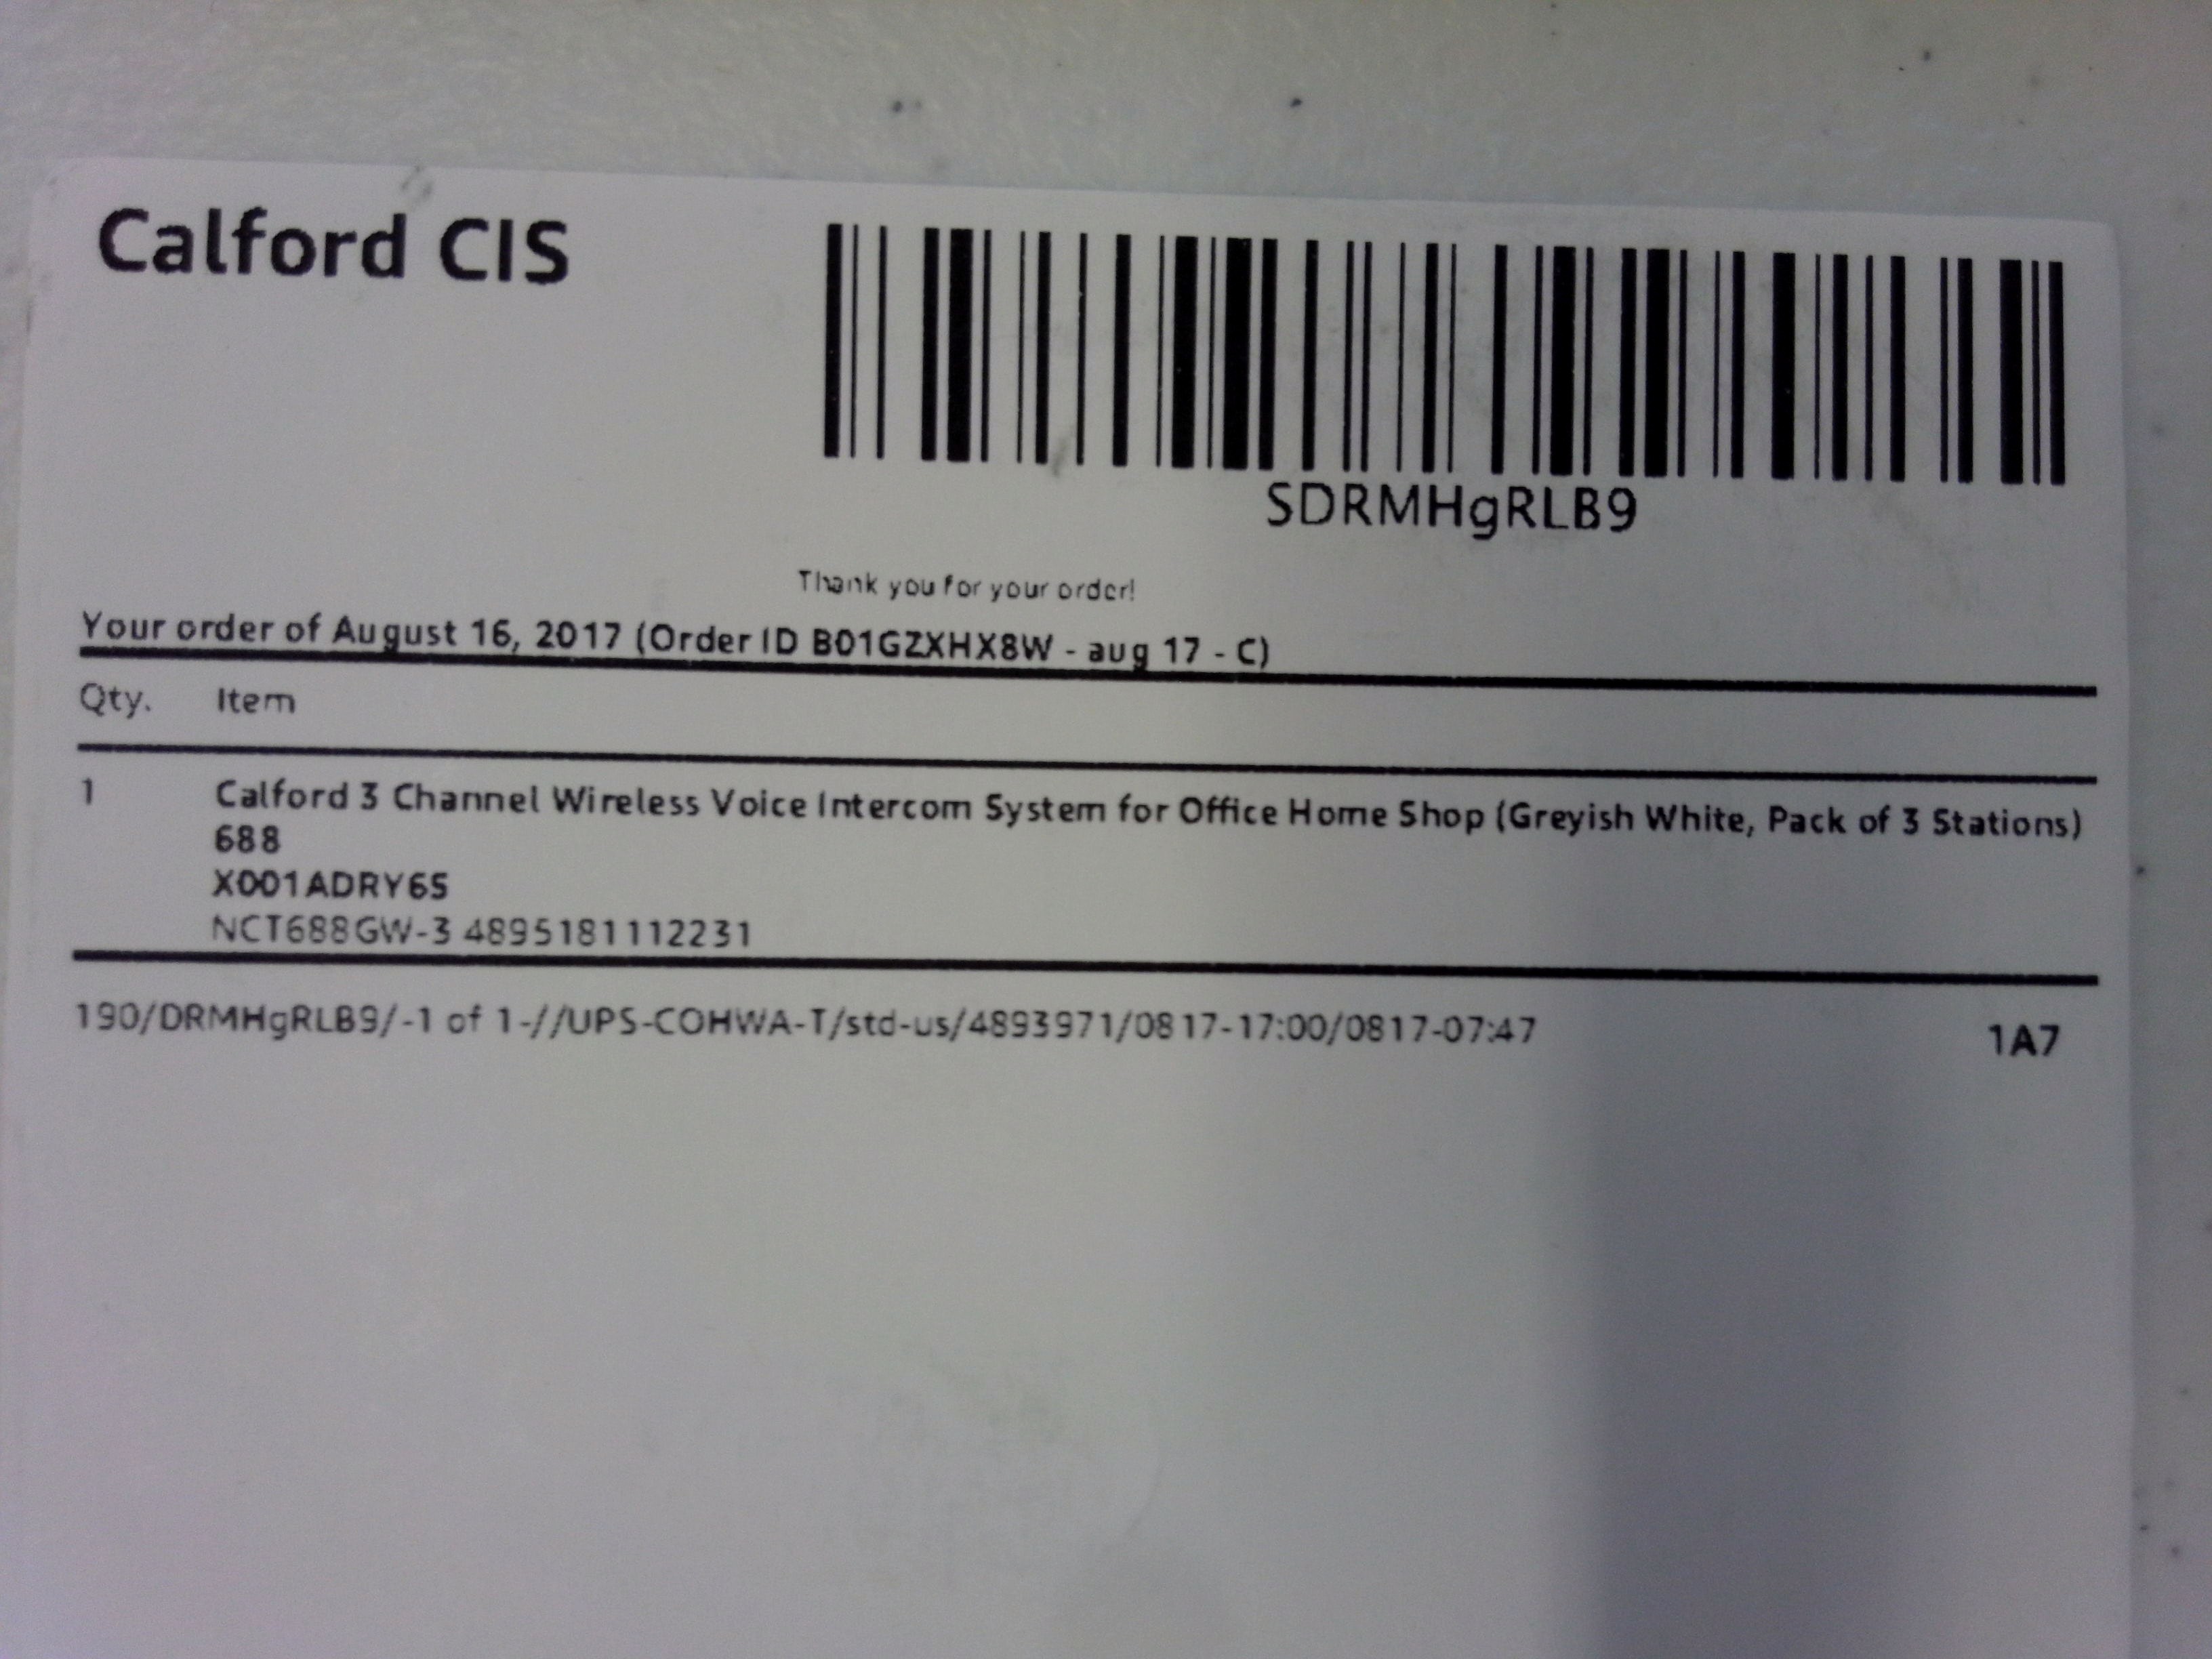 Calford CIS
SDRMHgRLB9
Thank you for your order!
Your order of August 16, 2017 (Order ID B01GZXHX8W - aug 17 - C)
Qty. Item
1 Calford 3 Channel Wireless Voice Intercom System for Office Home Shop (Greyish White, Pack of 3 Stations)
688
X001ADRY65
NCT688GW-3 4895181112231
190/DRMHgRLB9/-1 of 1-//UPS-COHWA-T/std-us/4893971/0817-17:00/0817-07:47 1A7